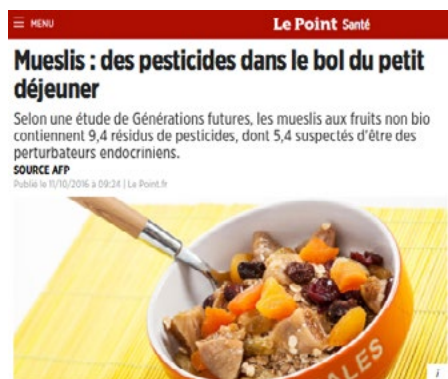 MENU
Le Point Santé
Mueslis : des pesticides dans le bol du petit
déjeuner
Selon une étude de Générations futures, les mueslis aux fruits non bio
contiennent 9,4 résidus de pesticides, dont 5,4 suspectés d'être des
perturbateurs endocriniens.
SOURCE AFP
Publié le 11/10/2016 à 09:24 | Le Point.fr
ALES
i